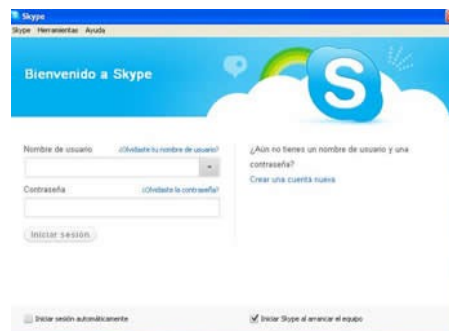 Skype
Skype Herramientas Ayuda
Bienvenido a Skype
S
Nombre de usuario ¿Olvidaste tu nombre de usuario?
Contraseña ¿Olvidaste la contraseña?
Iniciar sesión
¿Aún no tienes un nombre de usuario y una
contraseña?
Crear una cuenta nueva
Iniciar sesión automáticamente
Iniciar Skype al arrancar el equipo